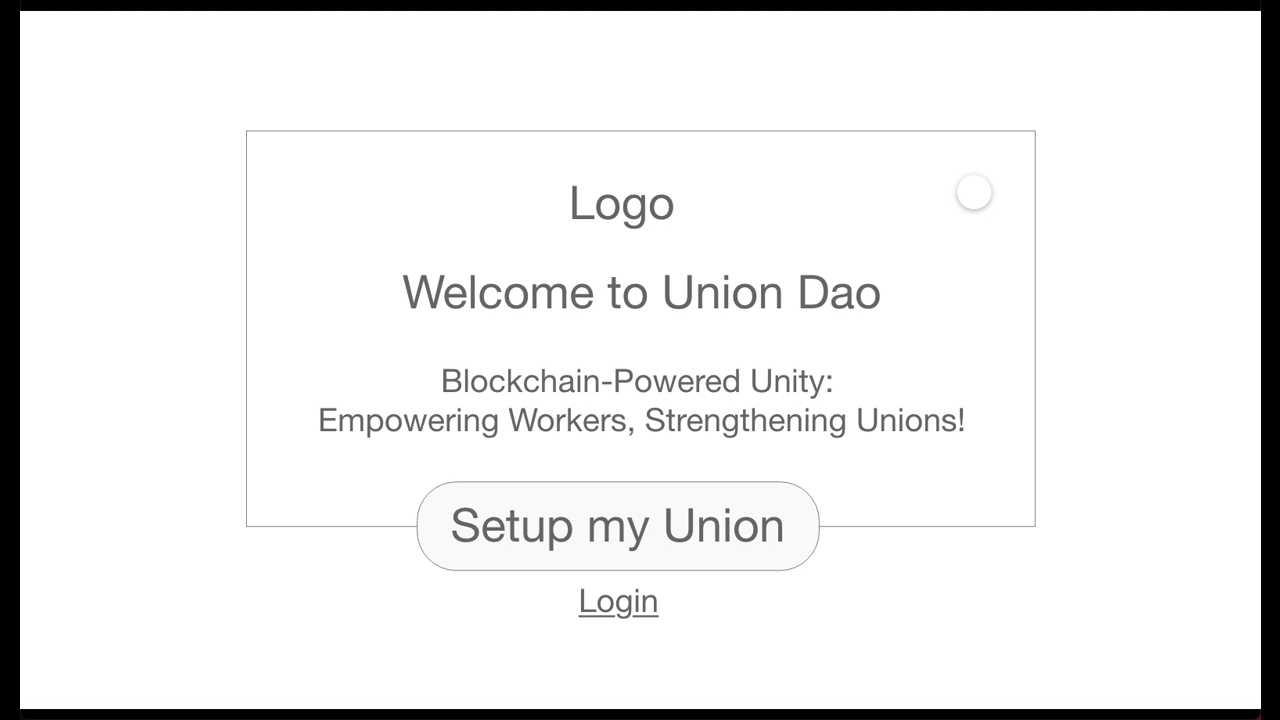 Logo
Welcome to Union Dao
Blockchain-Powered Unity:
Empowering Workers, Strengthening Unions!
Setup my Union
Login